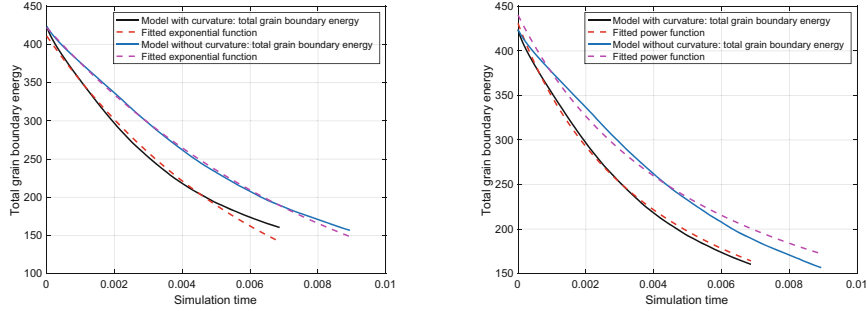 450
400
350
300
250
200
150
100
0
0.002
0.004
0.006
0.008
0.01
Total grain boundary energy
Simulation time
Model with curvature: total grain boundary energy
Fitted exponential function
Model without curvature: total grain boundary energy
Fitted exponential function
450
400
350
300
250
200
150
0
0.002
0.004
0.006
0.008
0.01
Total grain boundary energy
Simulation time
Model with curvature: total grain boundary energy
Fitted power function
Model without curvature: total grain boundary energy
Fitted power function